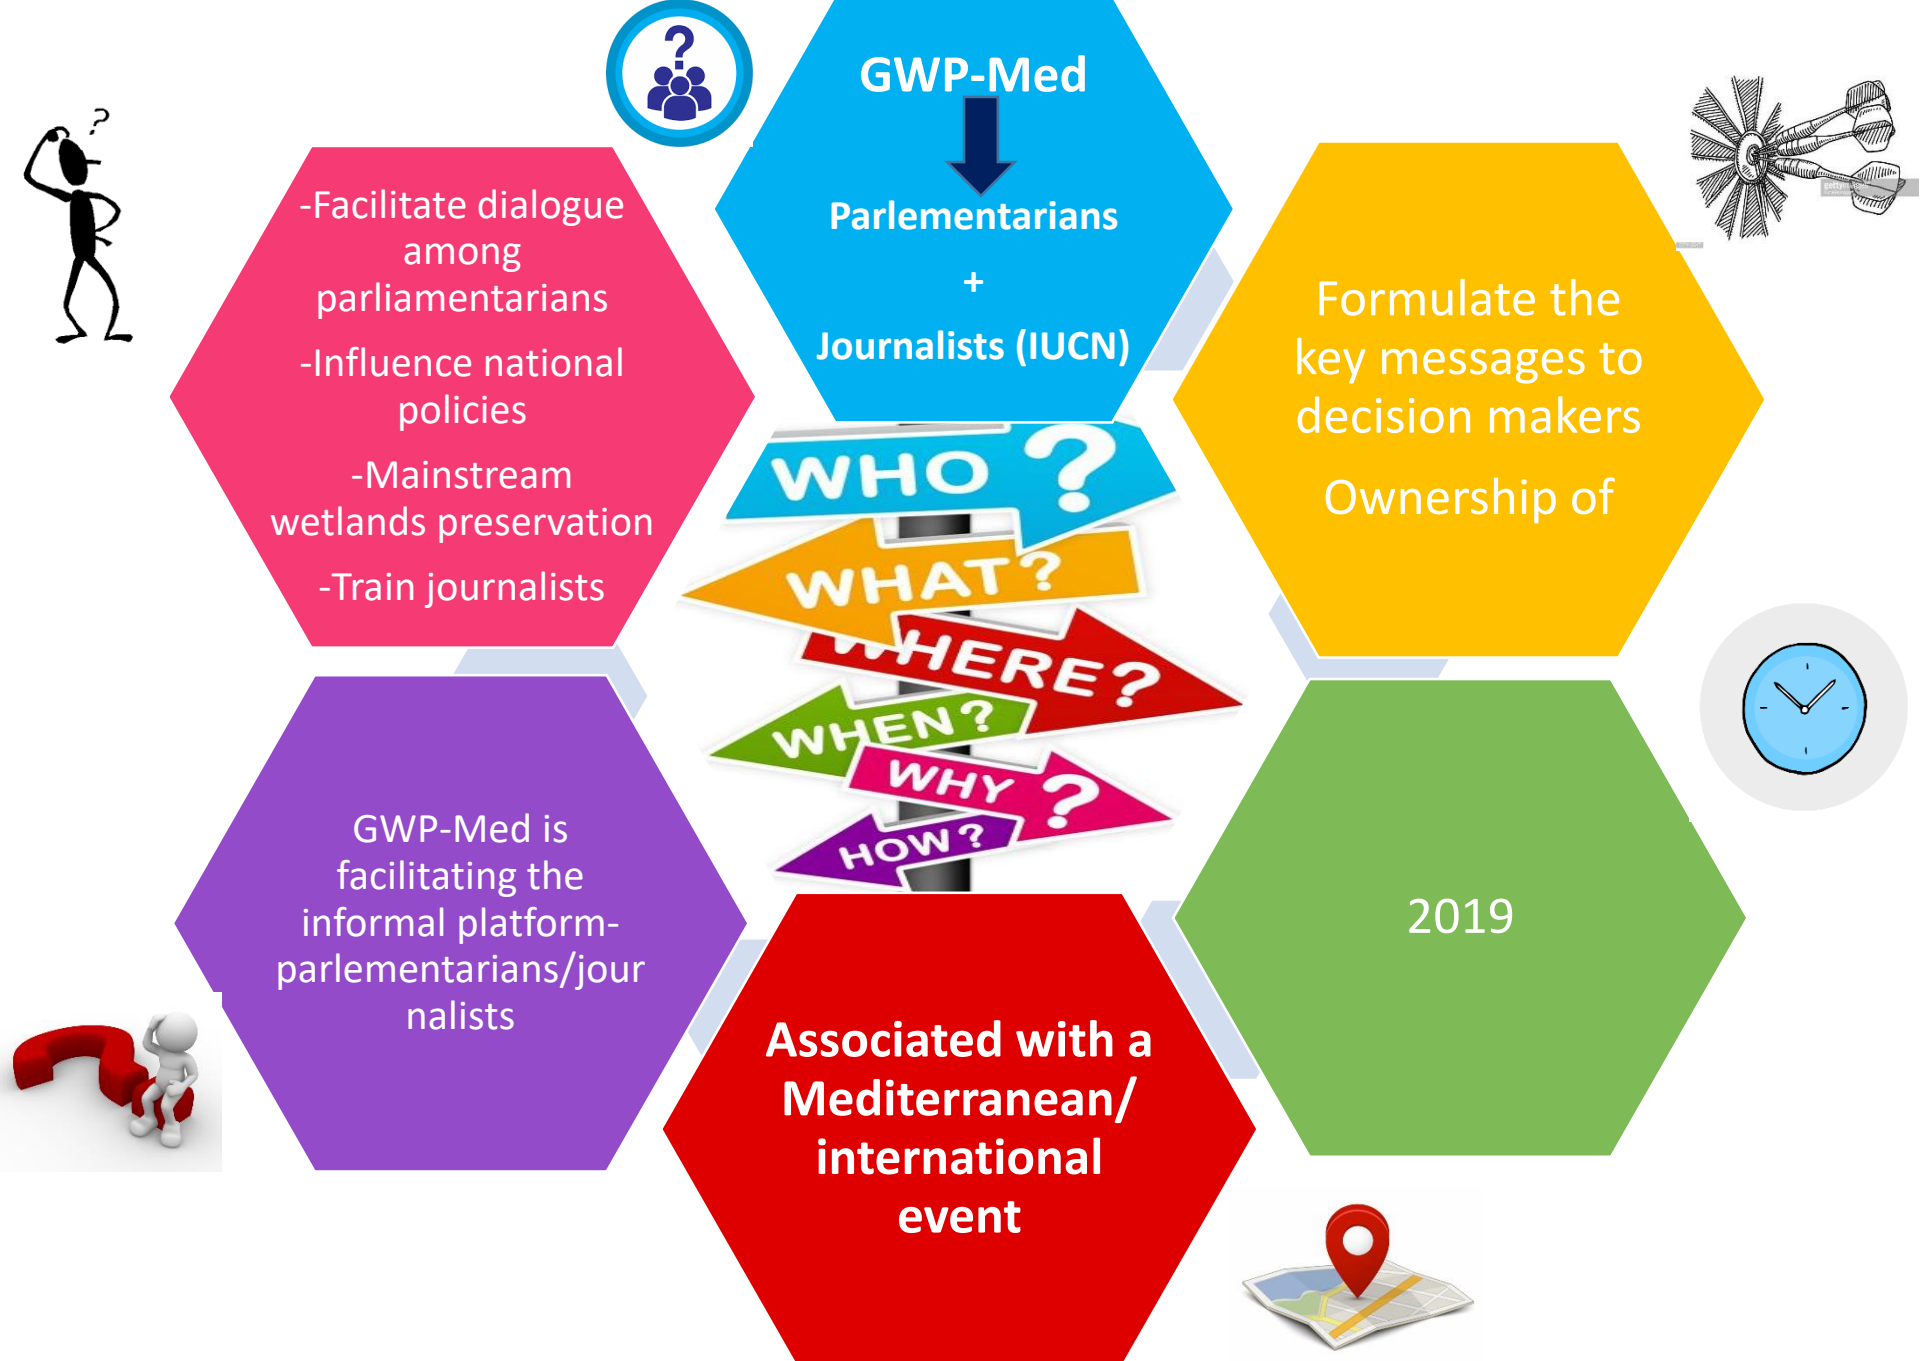 ?
GWP-Med
Parlementarians
+
Journalists (IUCN)
?
-Facilitate dialogue
among
parliamentarians
-Influence national
policies
-Mainstream
wetlands preservation
-Train journalists
Formulate the
key messages to
decision makers
Ownership of
WHO ?
WHAT?
WHERE?
WHEN?
WHY ?
HOW?
GWP-Med is
facilitating the
informal platform-
parlementarians/jour
nalists
2019
Associated with a
Mediterranean/
international
event